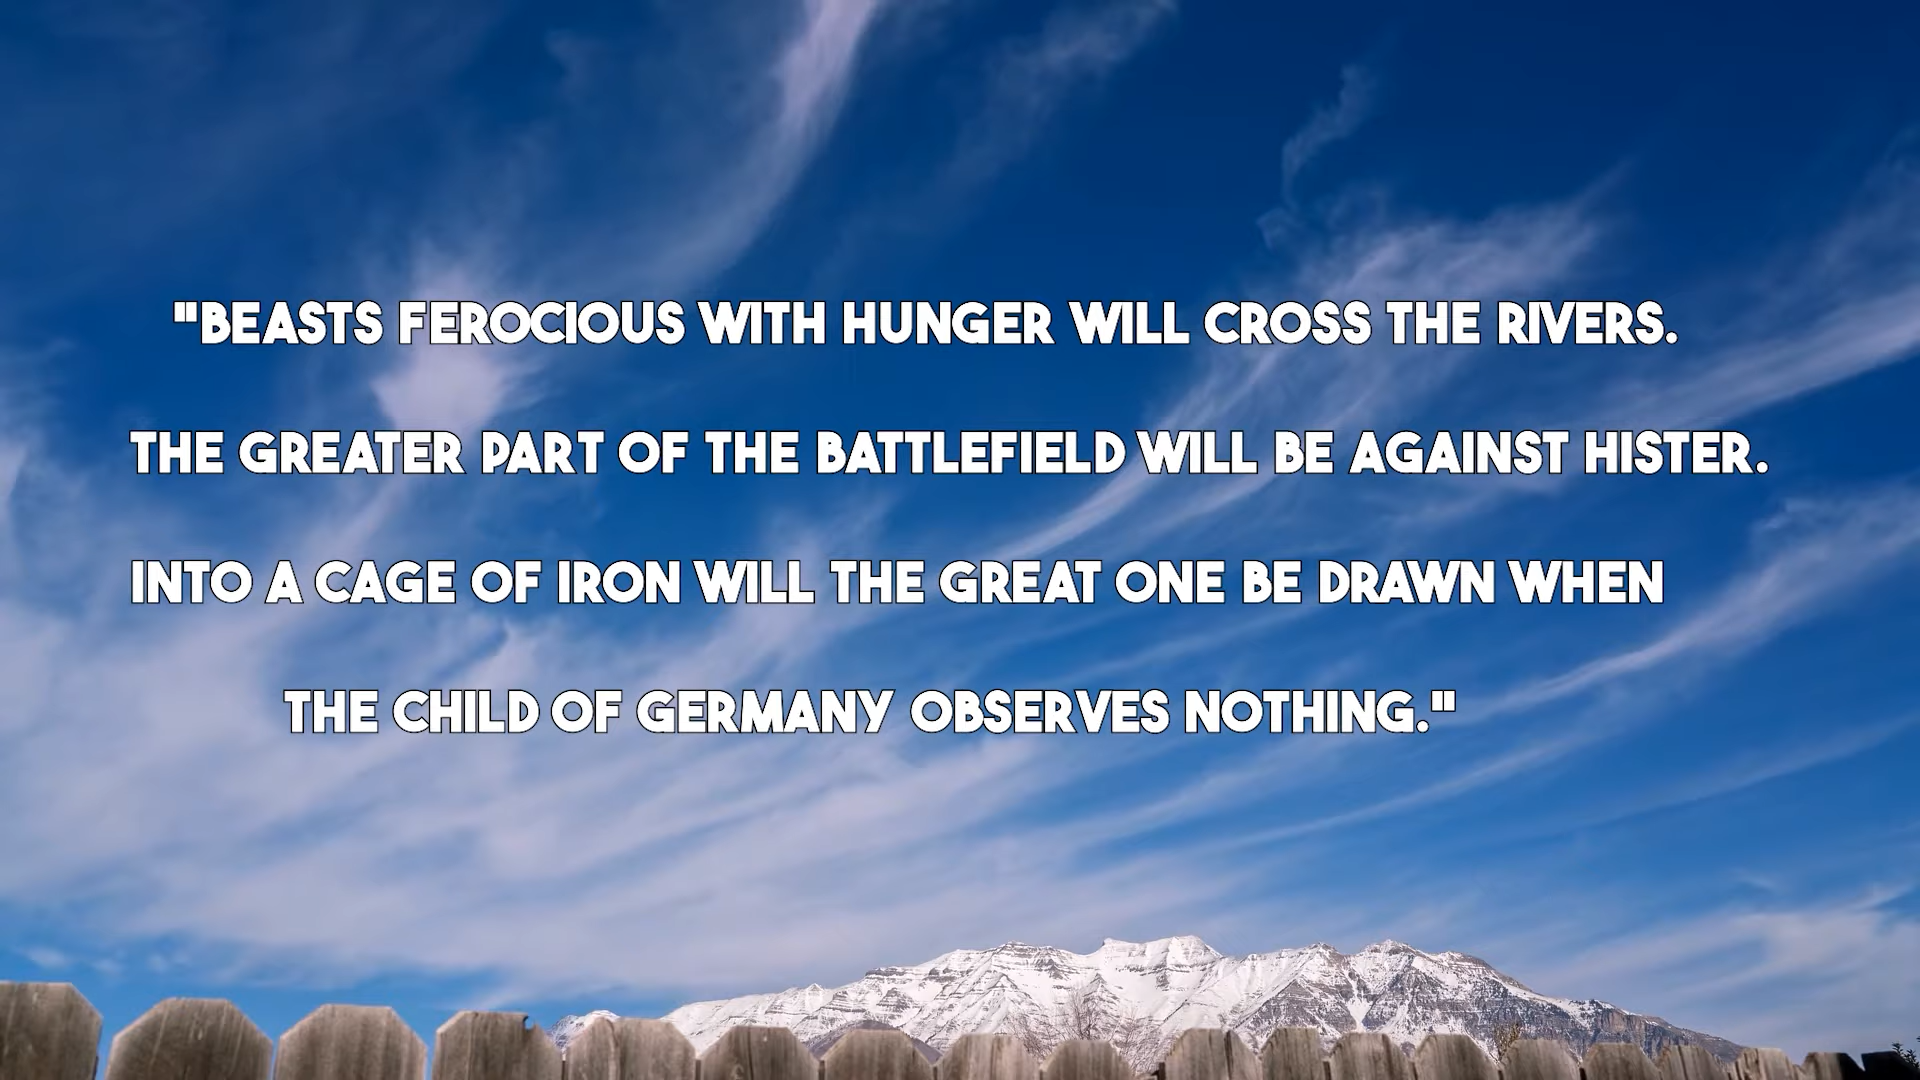 "BEASTS FEROCIOUS WITH HUNGER WILL CROSS THE RIVERS.
THE GREATER PART OF THE BATTLEFIELD WILL BE AGAINST HISTER.
INTO A CAGE OF IRON WILL THE GREAT ONE BE DRAWN WHEN
THE CHILD OF GERMANY OBSERVES NOTHING."